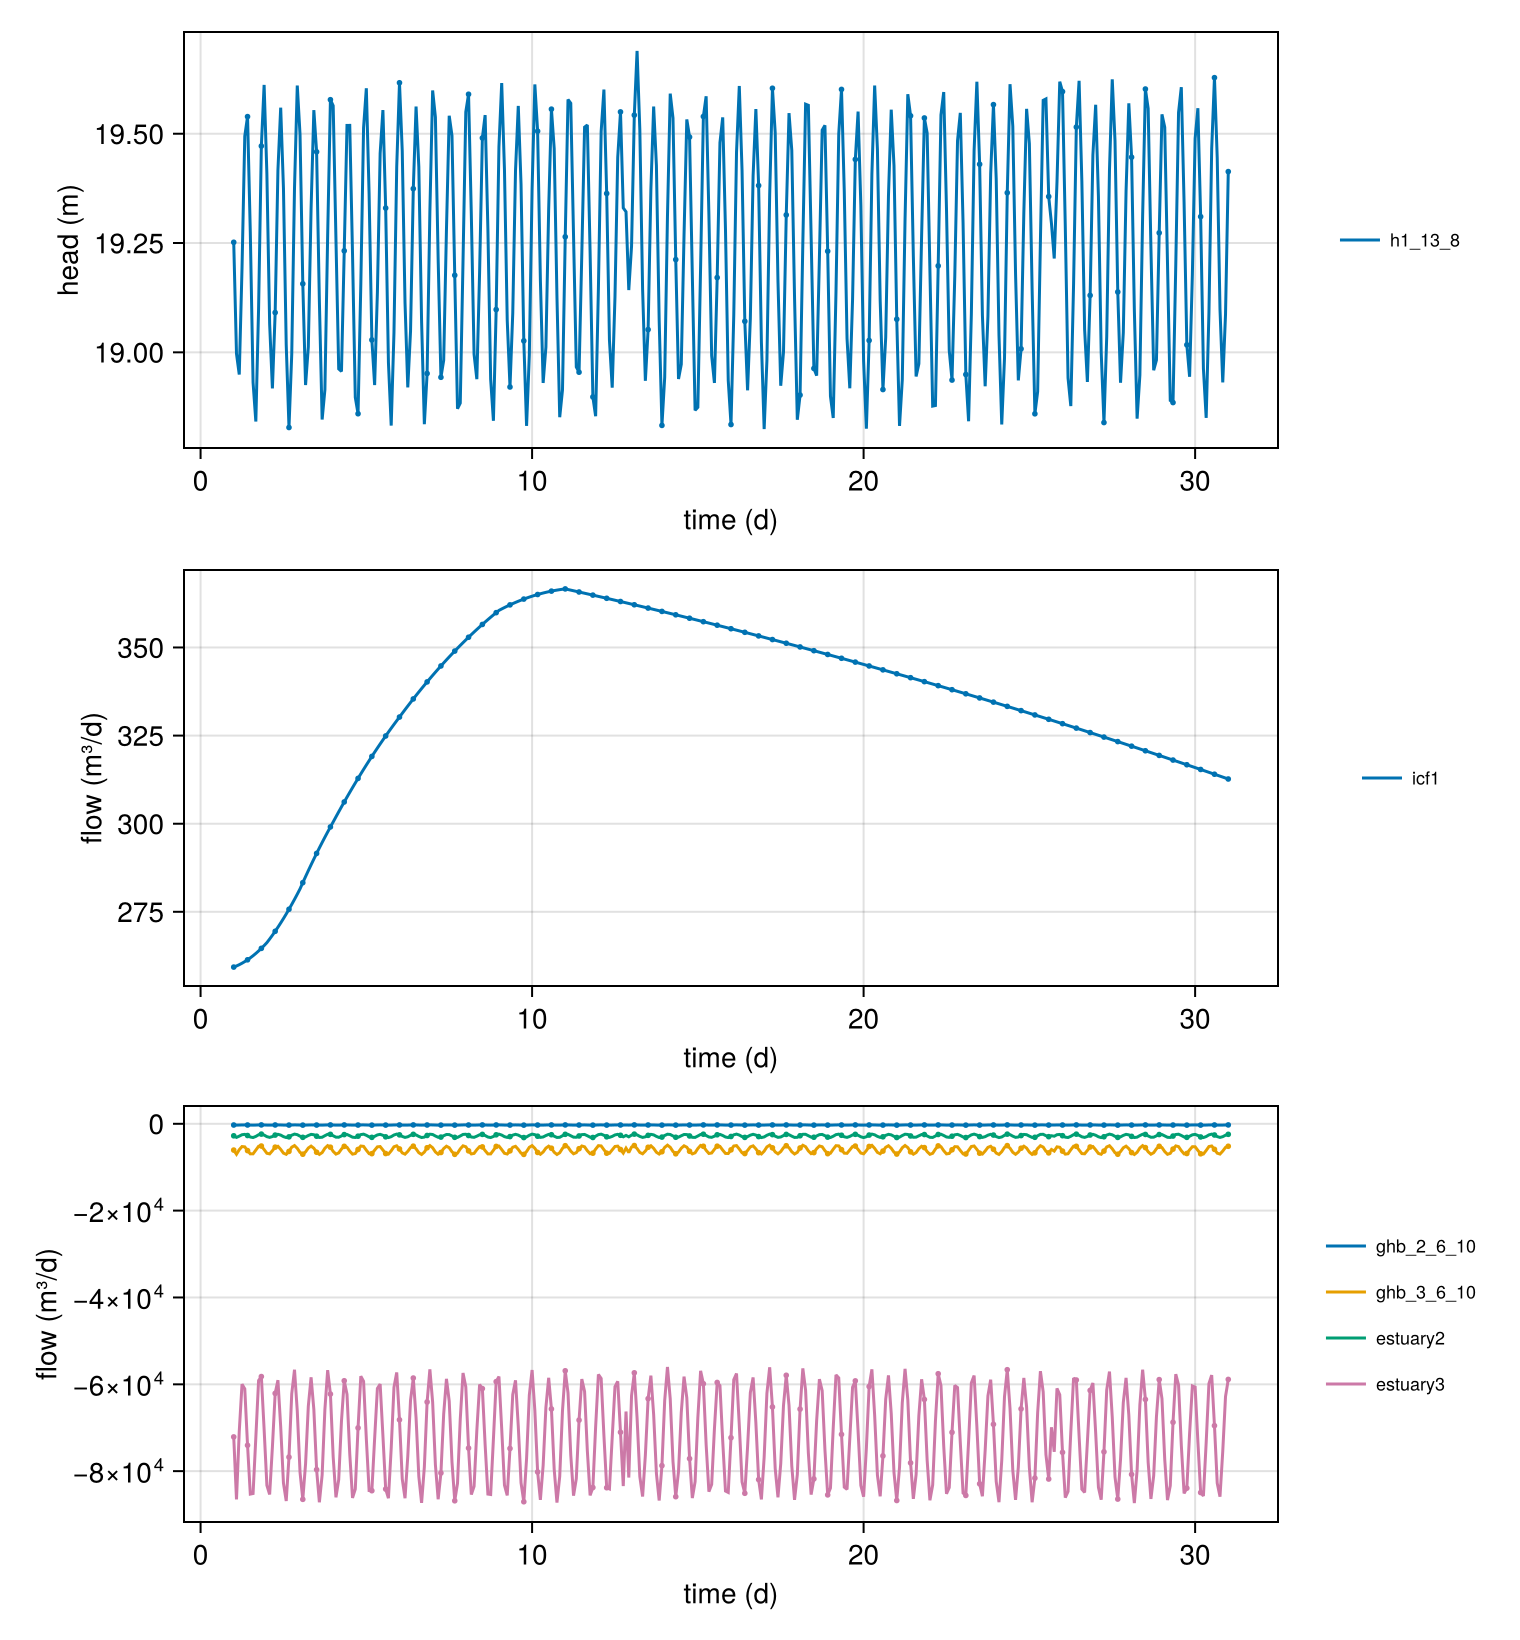 19.50
19.25
19.00
head (m)
0 10 20 30
time (d)
h1_13_8
350
325
300
275
flow (m³/d)
0 10 20 30
time (d)
icf1
0
−2×10⁴
−4×10⁴
−6×10⁴
−8×10⁴
flow (m³/d)
0 10 20 30
time (d)
ghb_2_6_10
ghb_3_6_10
estuary2
estuary3